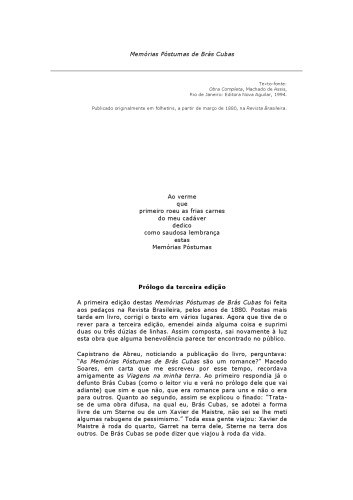 Memórias Póstumas de Brás Cubas
Texto-fonte:
Obra Completa, Machado de Assis,
Rio de Janeiro: Editora Nova Aguilar, 1994.
Publicado originalmente em folhetins, a partir de março de 1880, na Revista Brasileira.
Ao verme
que
primeiro roeu as frias carnes
do meu cadáver
dedico
como saudosa lembrança
estas
Memórias Póstumas
Prólogo da terceira edição
A primeira edição destas Memórias Póstumas de Brás Cubas foi feita
aos pedaços na Revista Brasileira, pelos anos de 1880. Postas mais
tarde em livro, corrigi o texto em vários lugares. Agora que tive de o
rever para a terceira edição, emendei ainda alguma coisa e suprimi
duas ou três dúzias de linhas. Assim composta, sai novamente à luz
esta obra que alguma benevolência parece ter encontrado no público.
Capistrano de Abreu, noticiando a publicação do livro, perguntava:
"As Memórias Póstumas de Brás Cubas são um romance?" Macedo
Soares, em carta que me escreveu por esse tempo, recordava
amigamente as Viagens na minha terra. Ao primeiro respondia já o
defunto Brás Cubas (como o leitor viu e verá no prólogo dele que vai
adiante) que sim e que não, que era romance para uns e não o era
para outros. Quanto ao segundo, assim se explicou o finado: "Trata-
se de uma obra difusa, na qual eu, Brás Cubas, se adotei a forma
livre de um Sterne ou de um Xavier de Maistre, não sei se lhe meti
algumas rabugens de pessimismo." Toda essa gente viajou: Xavier de
Maistre à roda do quarto, Garret na terra dele, Sterne na terra dos
outros. De Brás Cubas se pode dizer que viajou à roda da vida.